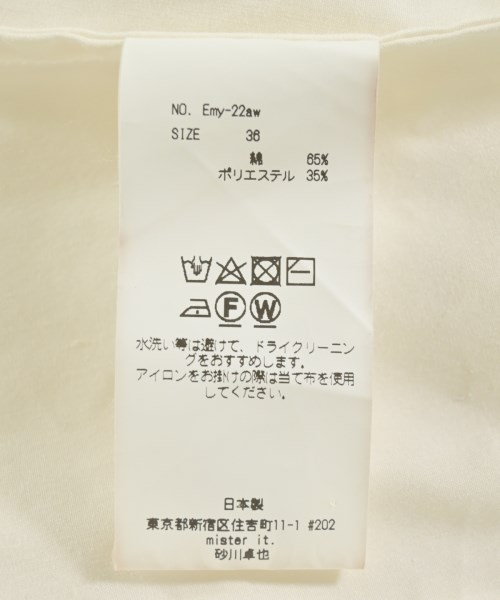 NO. Emy-22aw
SIZE 36
綿 65%
ポリエステル 35%
F W
水洗い等は避けて、ドライクリーニン
グをおすすめします。
アイロンをお掛けの際は当て布を使用
してください。
日本製
東京都新宿区住吉町11-1 #202
mister it.
砂川卓也